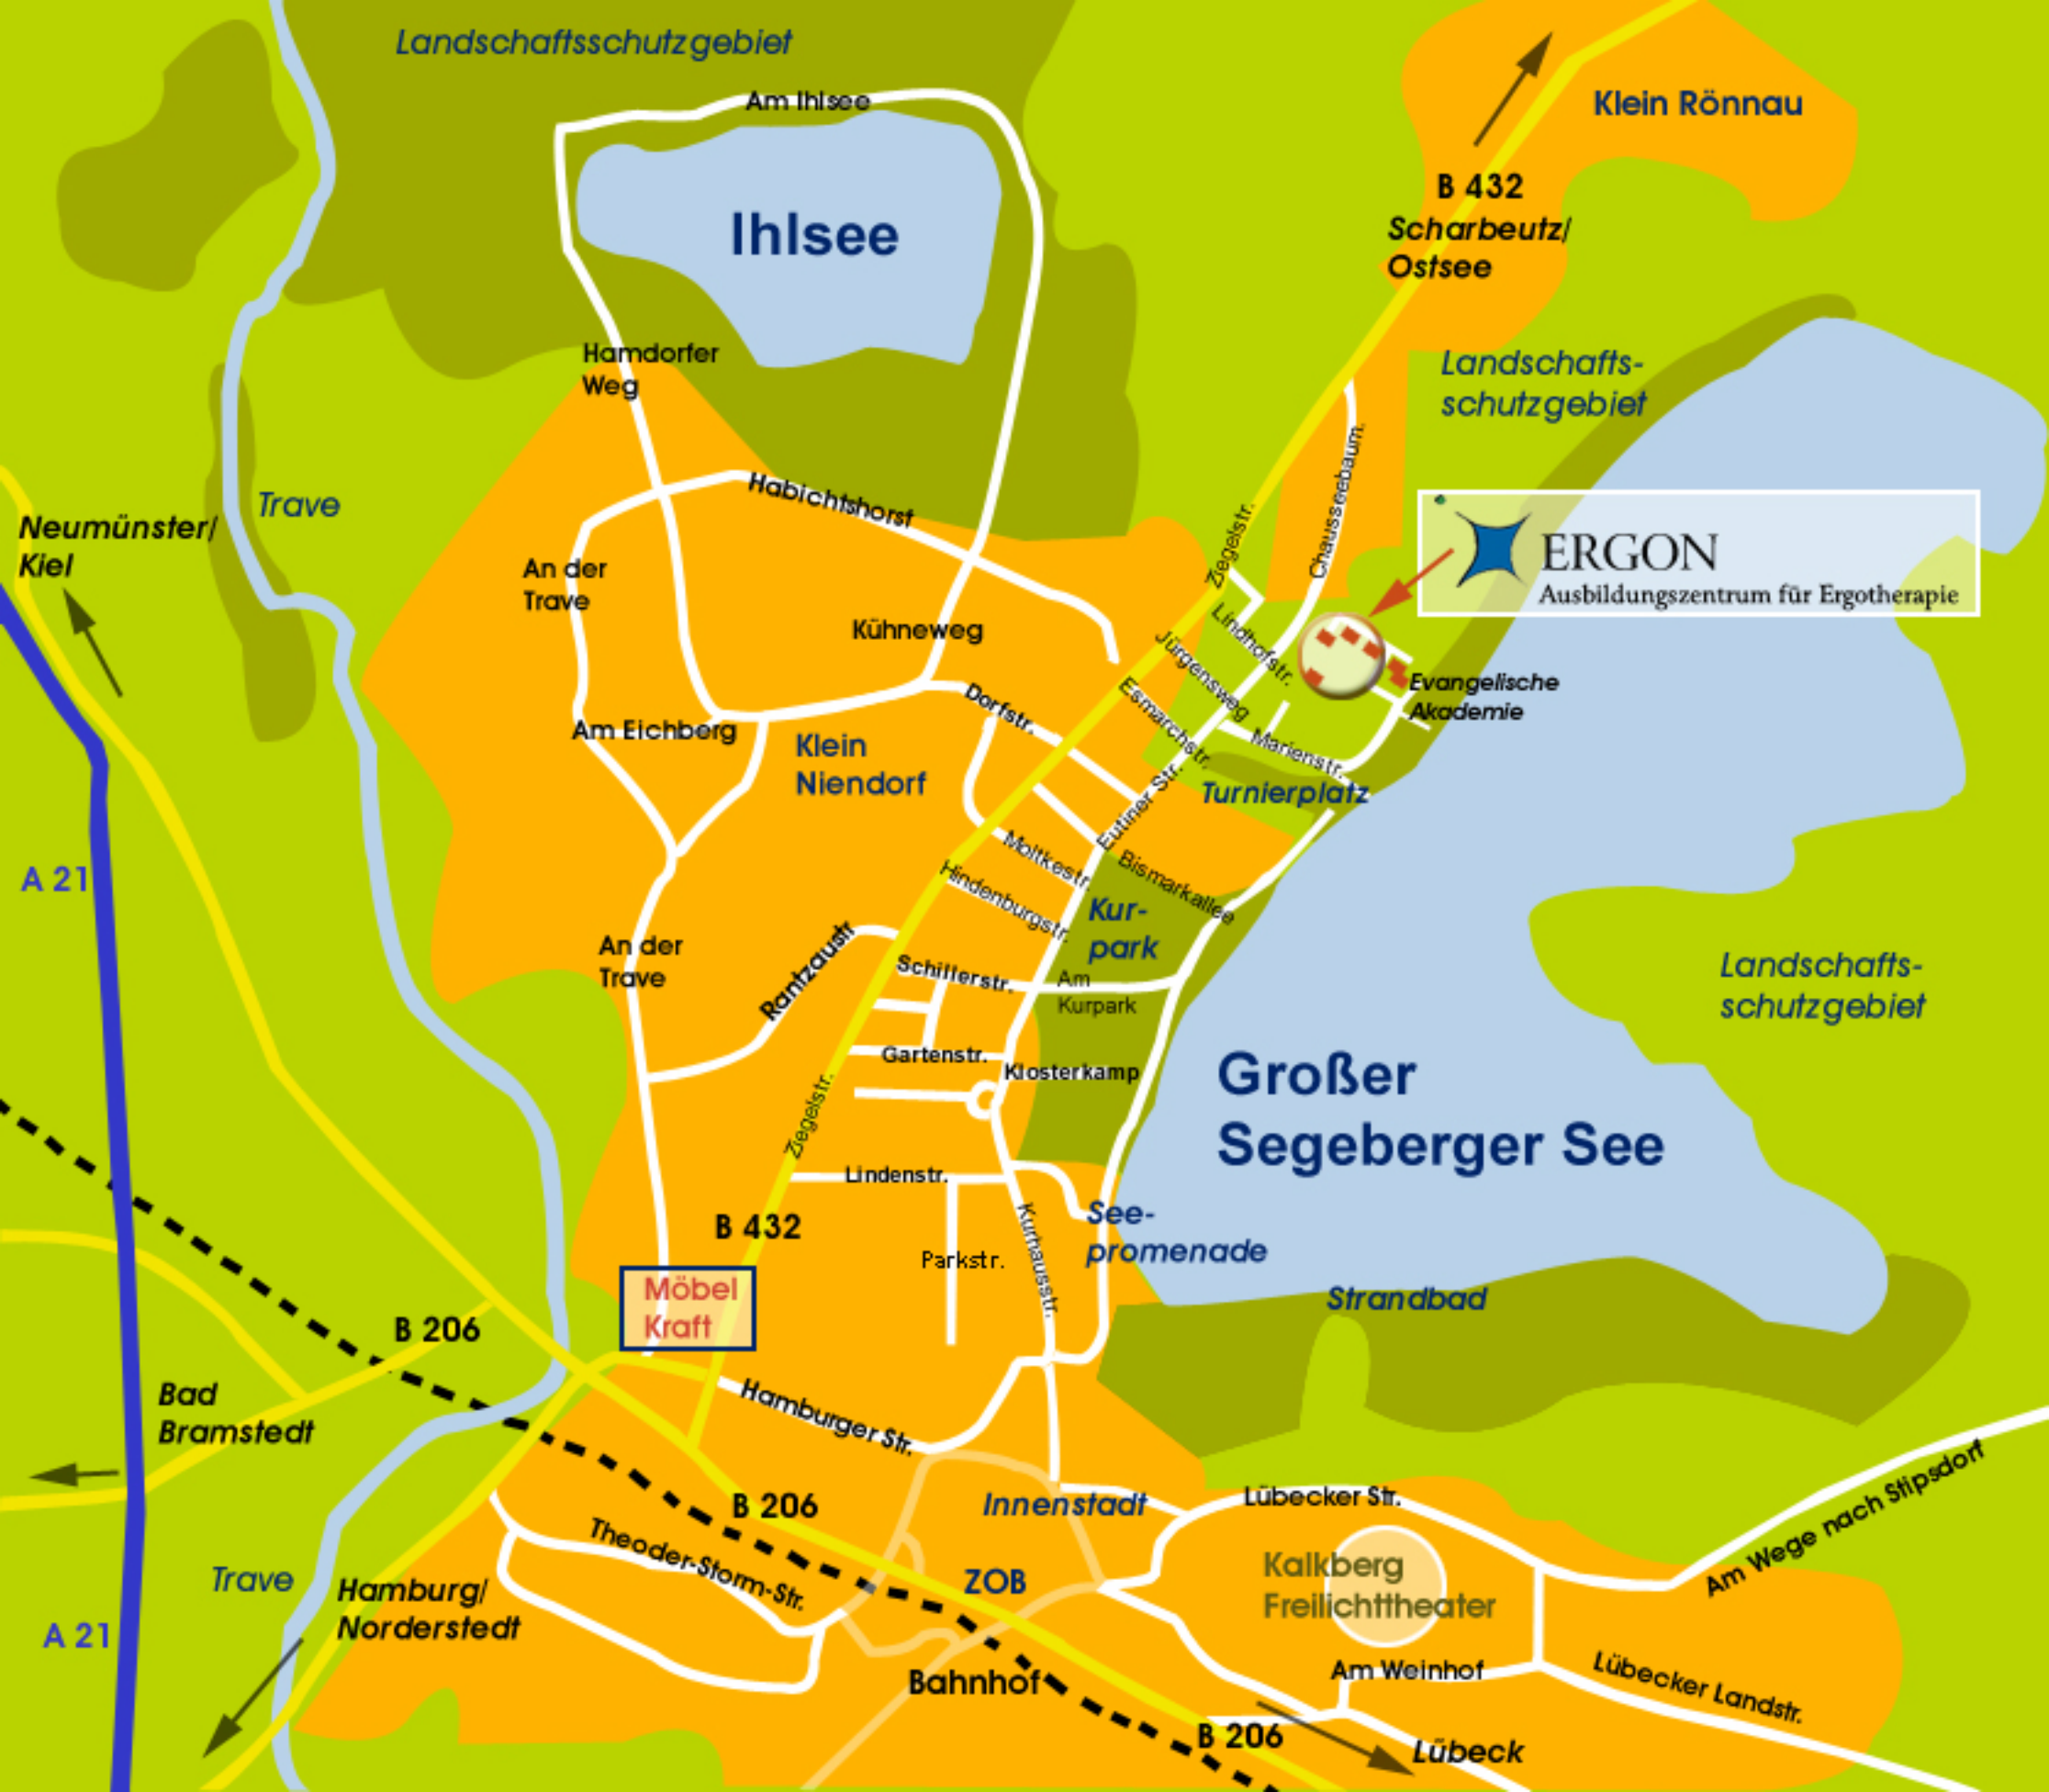 Landschaftsschutzgebiet
Am Ihlsee
Klein Rönnau
Ihlsee
B 432
Scharbeutz/
Ostsee
Hamdorfer
Weg
Landschafts-
schutzgebiet
Chausseebaum.
Habichtshorst
Trave
Neumünster/
Kiel
Ziegelstr.
ERGON
Ausbildungszentrum für Ergotherapie
An der
Trave
Kühneweg
Lindhofstr.
Jürgensweg
Evangelische
Akademie
Esmarchstr.
Dorfstr.
Am Eichberg
Marienstr.
Klein
Niendorf
Turnierplatz
Eutiner Str.
Moltkestr.
Bismarkallee
A 21
Hindenburgstr.
Kur-
park
An der
Trave
Rantzaustr
Schillerstr.
Am
Kurpark
Landschafts-
schutzgebiet
Gartenstr.
Klosterkamp
Großer
Segeberger See
Ziegelstr.
Lindenstr.
B 432
Kurhausstr.
See-
promenade
Parkstr.
Möbel
Kraft
Strandbad
B 206
Bad
Bramstedt
Hamburger Str.
B 206
Innenstadt
Lübecker Str.
Am Wege nach Stipsdorf
Theoder-Storm-Str.
Trave
Hamburg/
Norderstedt
ZOB
Kalkberg
Freilichttheater
A 21
Bahnhof
Am Weinhof
Lübecker Landstr.
B 206
Lübeck